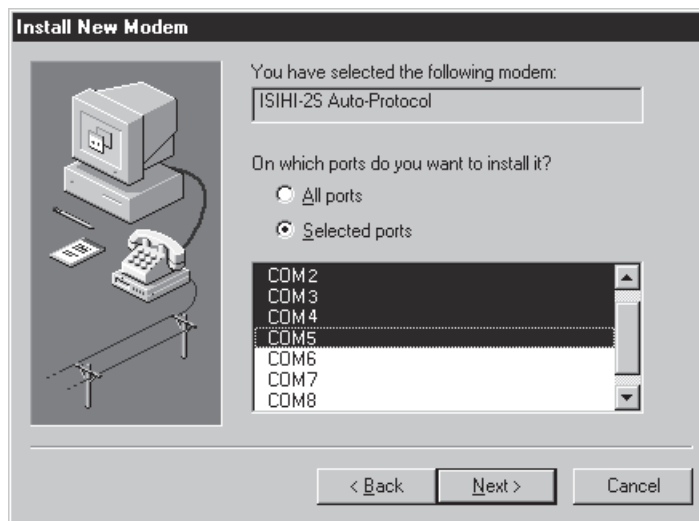 Install New Modem
You have selected the following modem:
ISIHI-2S Auto-Protocol
On which ports do you want to install it?
All ports
Selected ports
COM2
COM3
COM4
COM5
COM6
COM7
COM8
< Back
Next >
Cancel